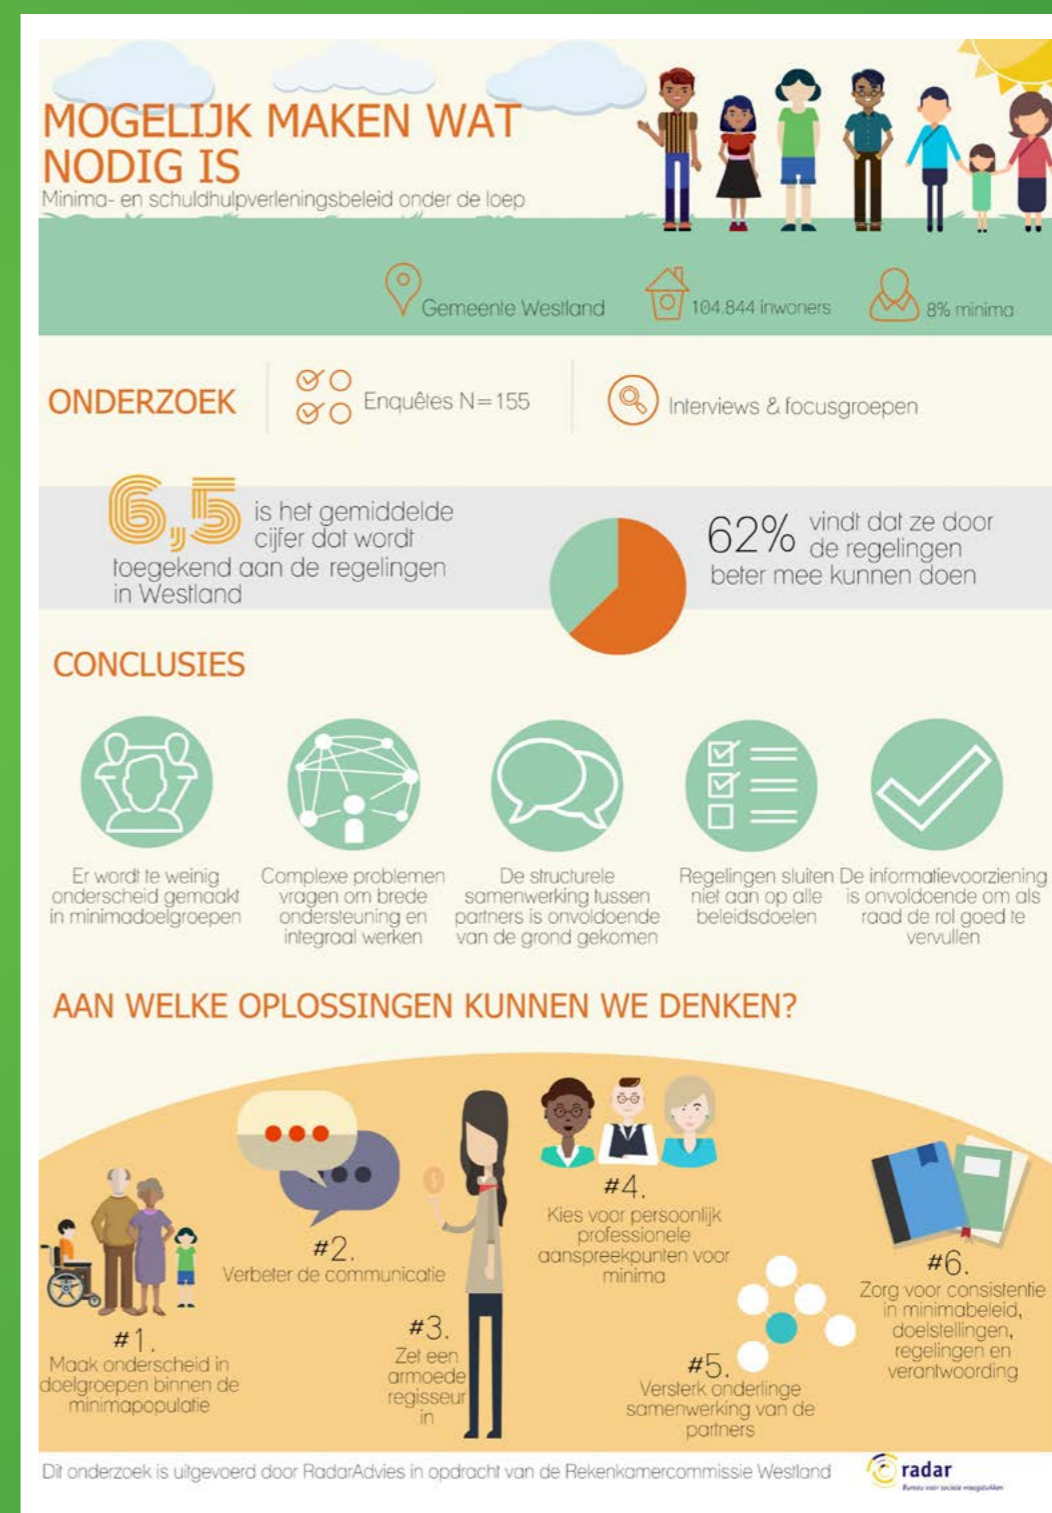 MOGELIJK MAKEN WAT
NODIG IS
Minima- en schuldhulpverleningsbeleid onder de loep
Gemeente Westland
104.844 inwoners
8% minima
ONDERZOEK
Enquêtes N=155
Interviews & focusgroepen
6,5 is het gemiddelde
cijfer dat wordt
toegekend aan de regelingen
in Westland
62% vindt dat ze door
de regelingen
beter mee kunnen doen
CONCLUSIES
Er wordt te weinig
onderscheid gemaakt
in minimadoelgroepen
Complexe problemen
vragen om brede
ondersteuning en
integraal werken
De structurele
samenwerking tussen
partners is onvoldoende
van de grond gekomen
Regelingen sluiten
niet aan op alle
beleidsdoelen
De informatievoorziening
is onvoldoende om als
raad de rol goed te
vervullen
AAN WELKE OPLOSSINGEN KUNNEN WE DENKEN?
#1.
Maak onderscheid in
doelgroepen binnen de
minimapopulatie
#2.
Verbeter de communicatie
#3.
Zet een
armoede
regisseur
in
#4.
Kies voor persoonlijk
professionele
aanspreekpunten voor
minima
#5.
Versterk onderlinge
samenwerking van de
partners
#6.
Zorg voor consistentie
in minimabeleid,
doelstellingen,
regelingen en
verantwoording
Dit onderzoek is uitgevoerd door RadarAdvies in opdracht van de Rekenkamercommissie Westland
radar
Bureau voor sociale vraagstukken